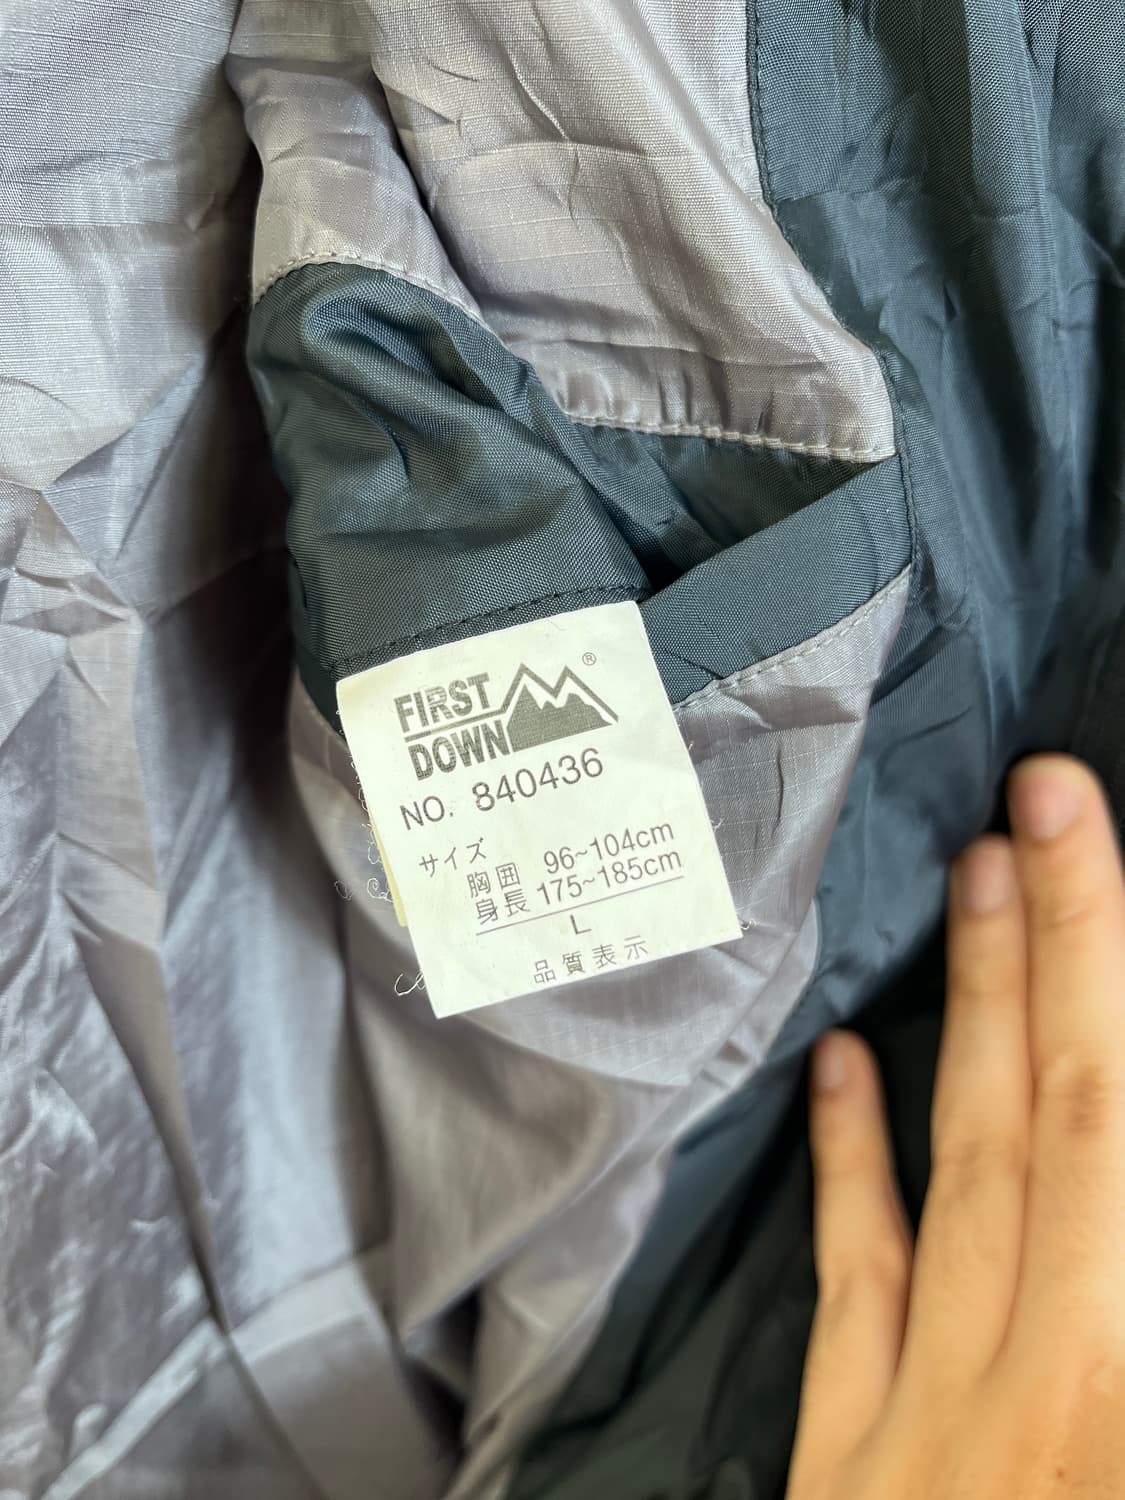 FIRST
DOWN
®
NO. 840436
サイズ
胸囲 96~104cm
身長 175~185cm
L
品質表示